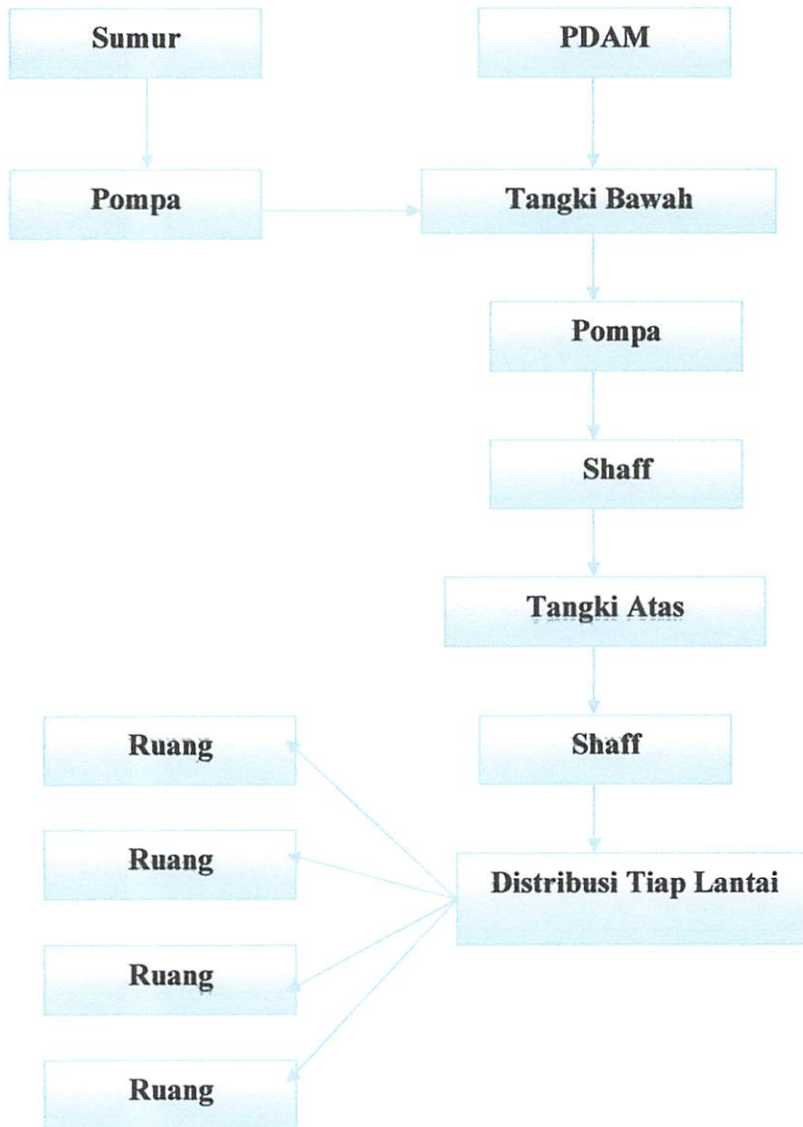 Sumur
PDAM
Pompa
Tangki Bawah
Pompa
Shaff
Tangki Atas
Shaff
Ruang
Ruang
Distribusi Tiap Lantai
Ruang
Ruang